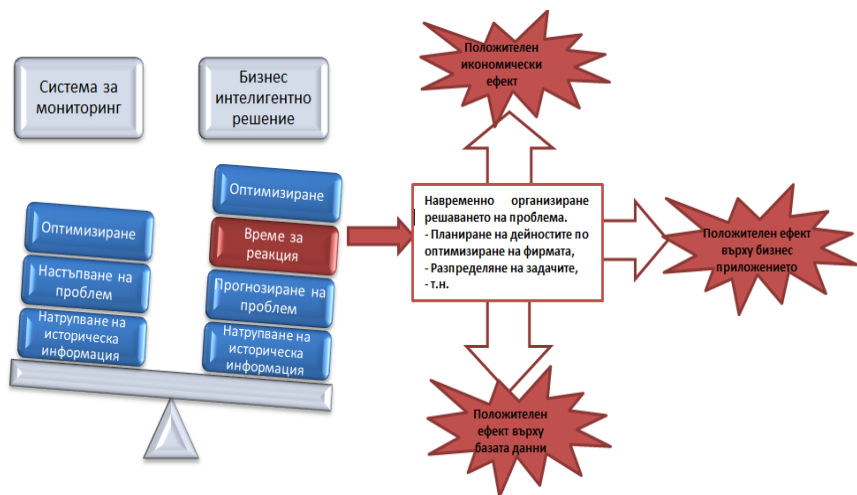 Система за
мониторинг
Бизнес
интелигентно
решение
Оптимизиране
Настъпване на
проблем
Натрупване на
историческа
информация
Оптимизиране
Време за
реакция
Прогнозиране на
проблем
Натрупване на
историческа
информация
Навременно организиране
решаването на проблема.
- Планиране на дейностите по
оптимизиране на фирмата,
- Разпределяне на задачите,
- т.н.
Положителен
икономически
ефект
Положителен ефект
върху бизнес
приложението
Положителен
ефект върху
базата данни